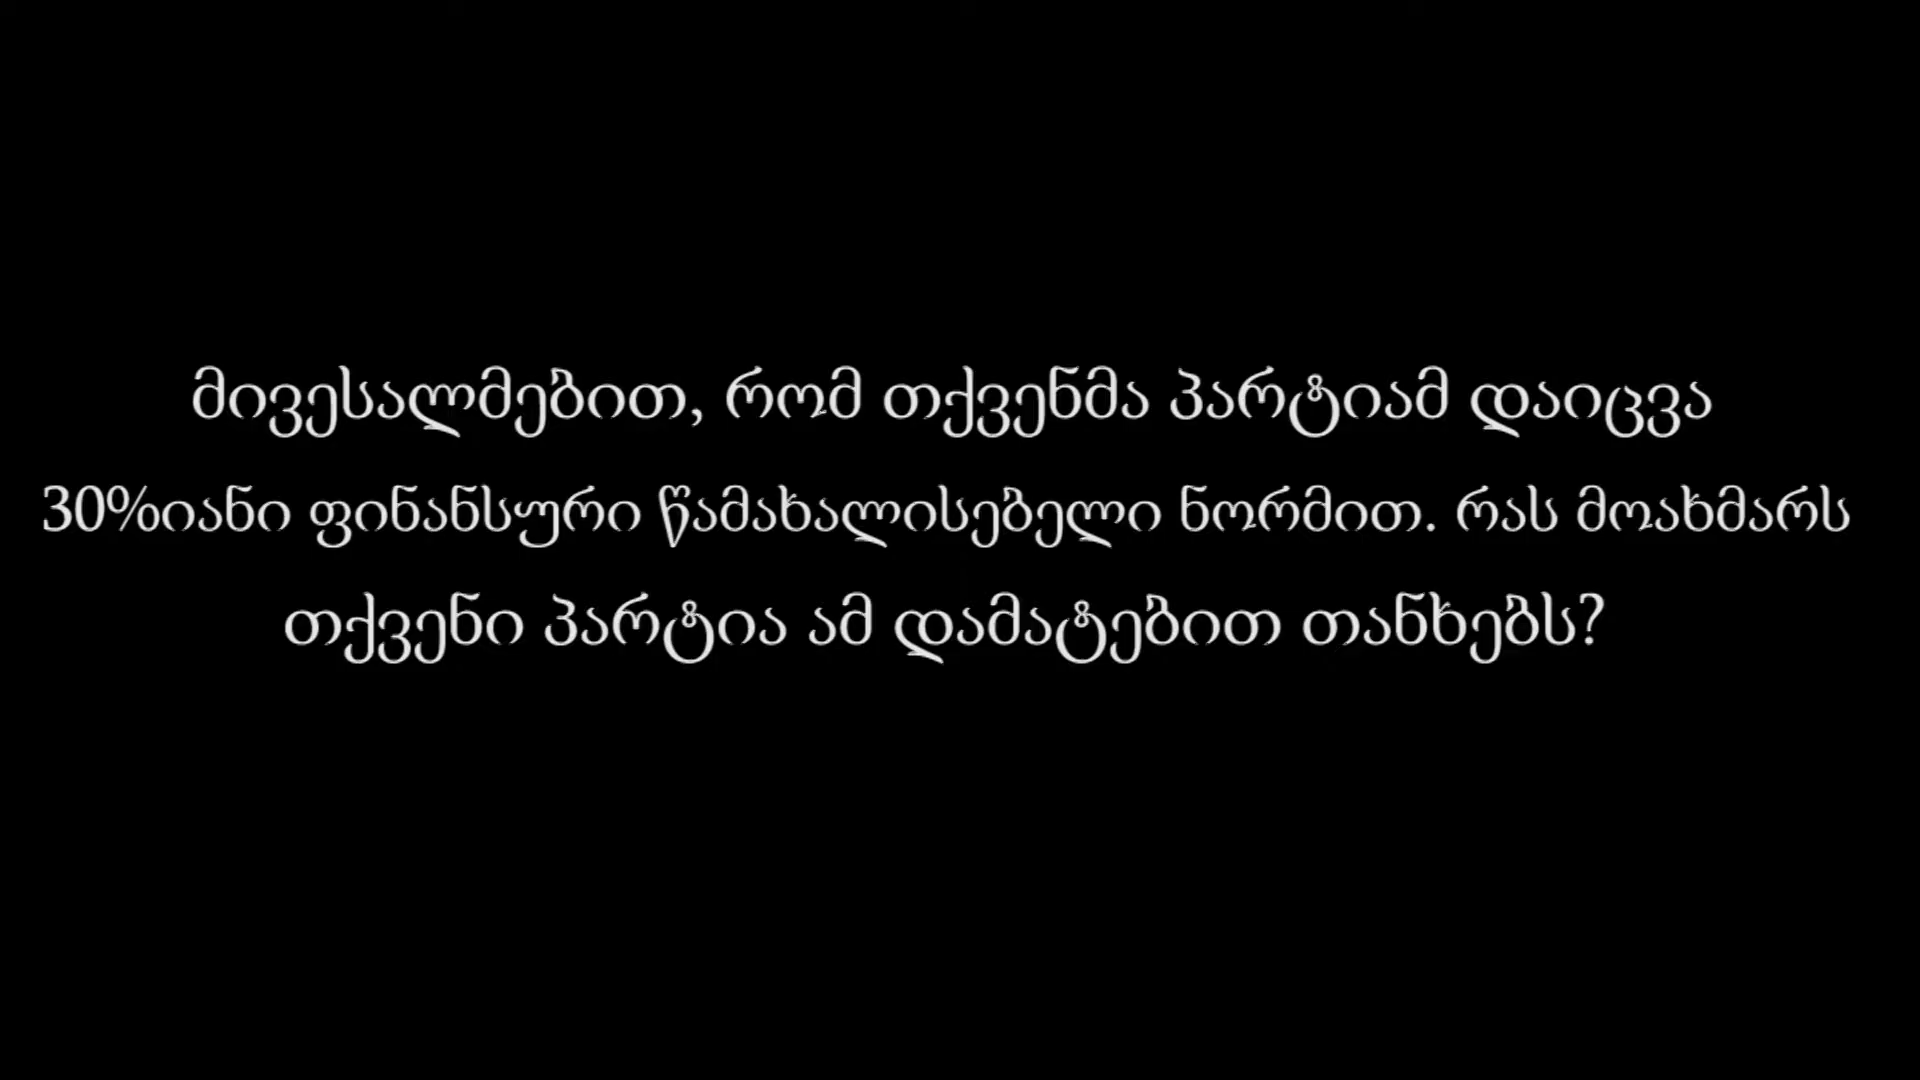 მივესალმებით, რომ თქვენმა პარტიამ დაიცვა
30%იანი ფინანსური წამახალისებელი ნორმით. რას მოახმარს
თქვენი პარტია ამ დამატებით თანხებს?